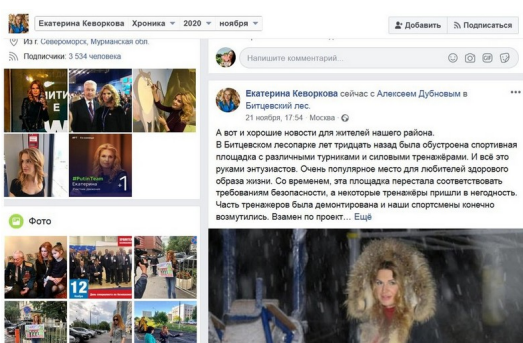 Екатерина Кеворкова Хроника 2020 ноября
Добавить Подписаться
Из г. Североморск, Мурманская обл.
Подписчики: 3 534 человека
Напишите комментарий...
GIF
Екатерина Кеворкова сейчас с Алексеем Дубновым в
Битцевский лес.
21 ноября, 17:54 · Москва ·
А вот и хорошие новости для жителей нашего района.
В Битцевском лесопарке лет тридцать назад была обустроена спортивная
площадка с различными турниками и силовыми тренажёрами. И всё это
руками энтузиастов. Очень популярное место для любителей здорового
образа жизни. Со временем, эта площадка перестала соответствовать
требованиям безопасности, а некоторые тренажёры пришли в негодность.
Часть тренажеров была демонтирована и наши спортсмены конечно
возмутились. Взамен по проект… Ещё
#PutinTeam
Екатерина
+1
Фото
12